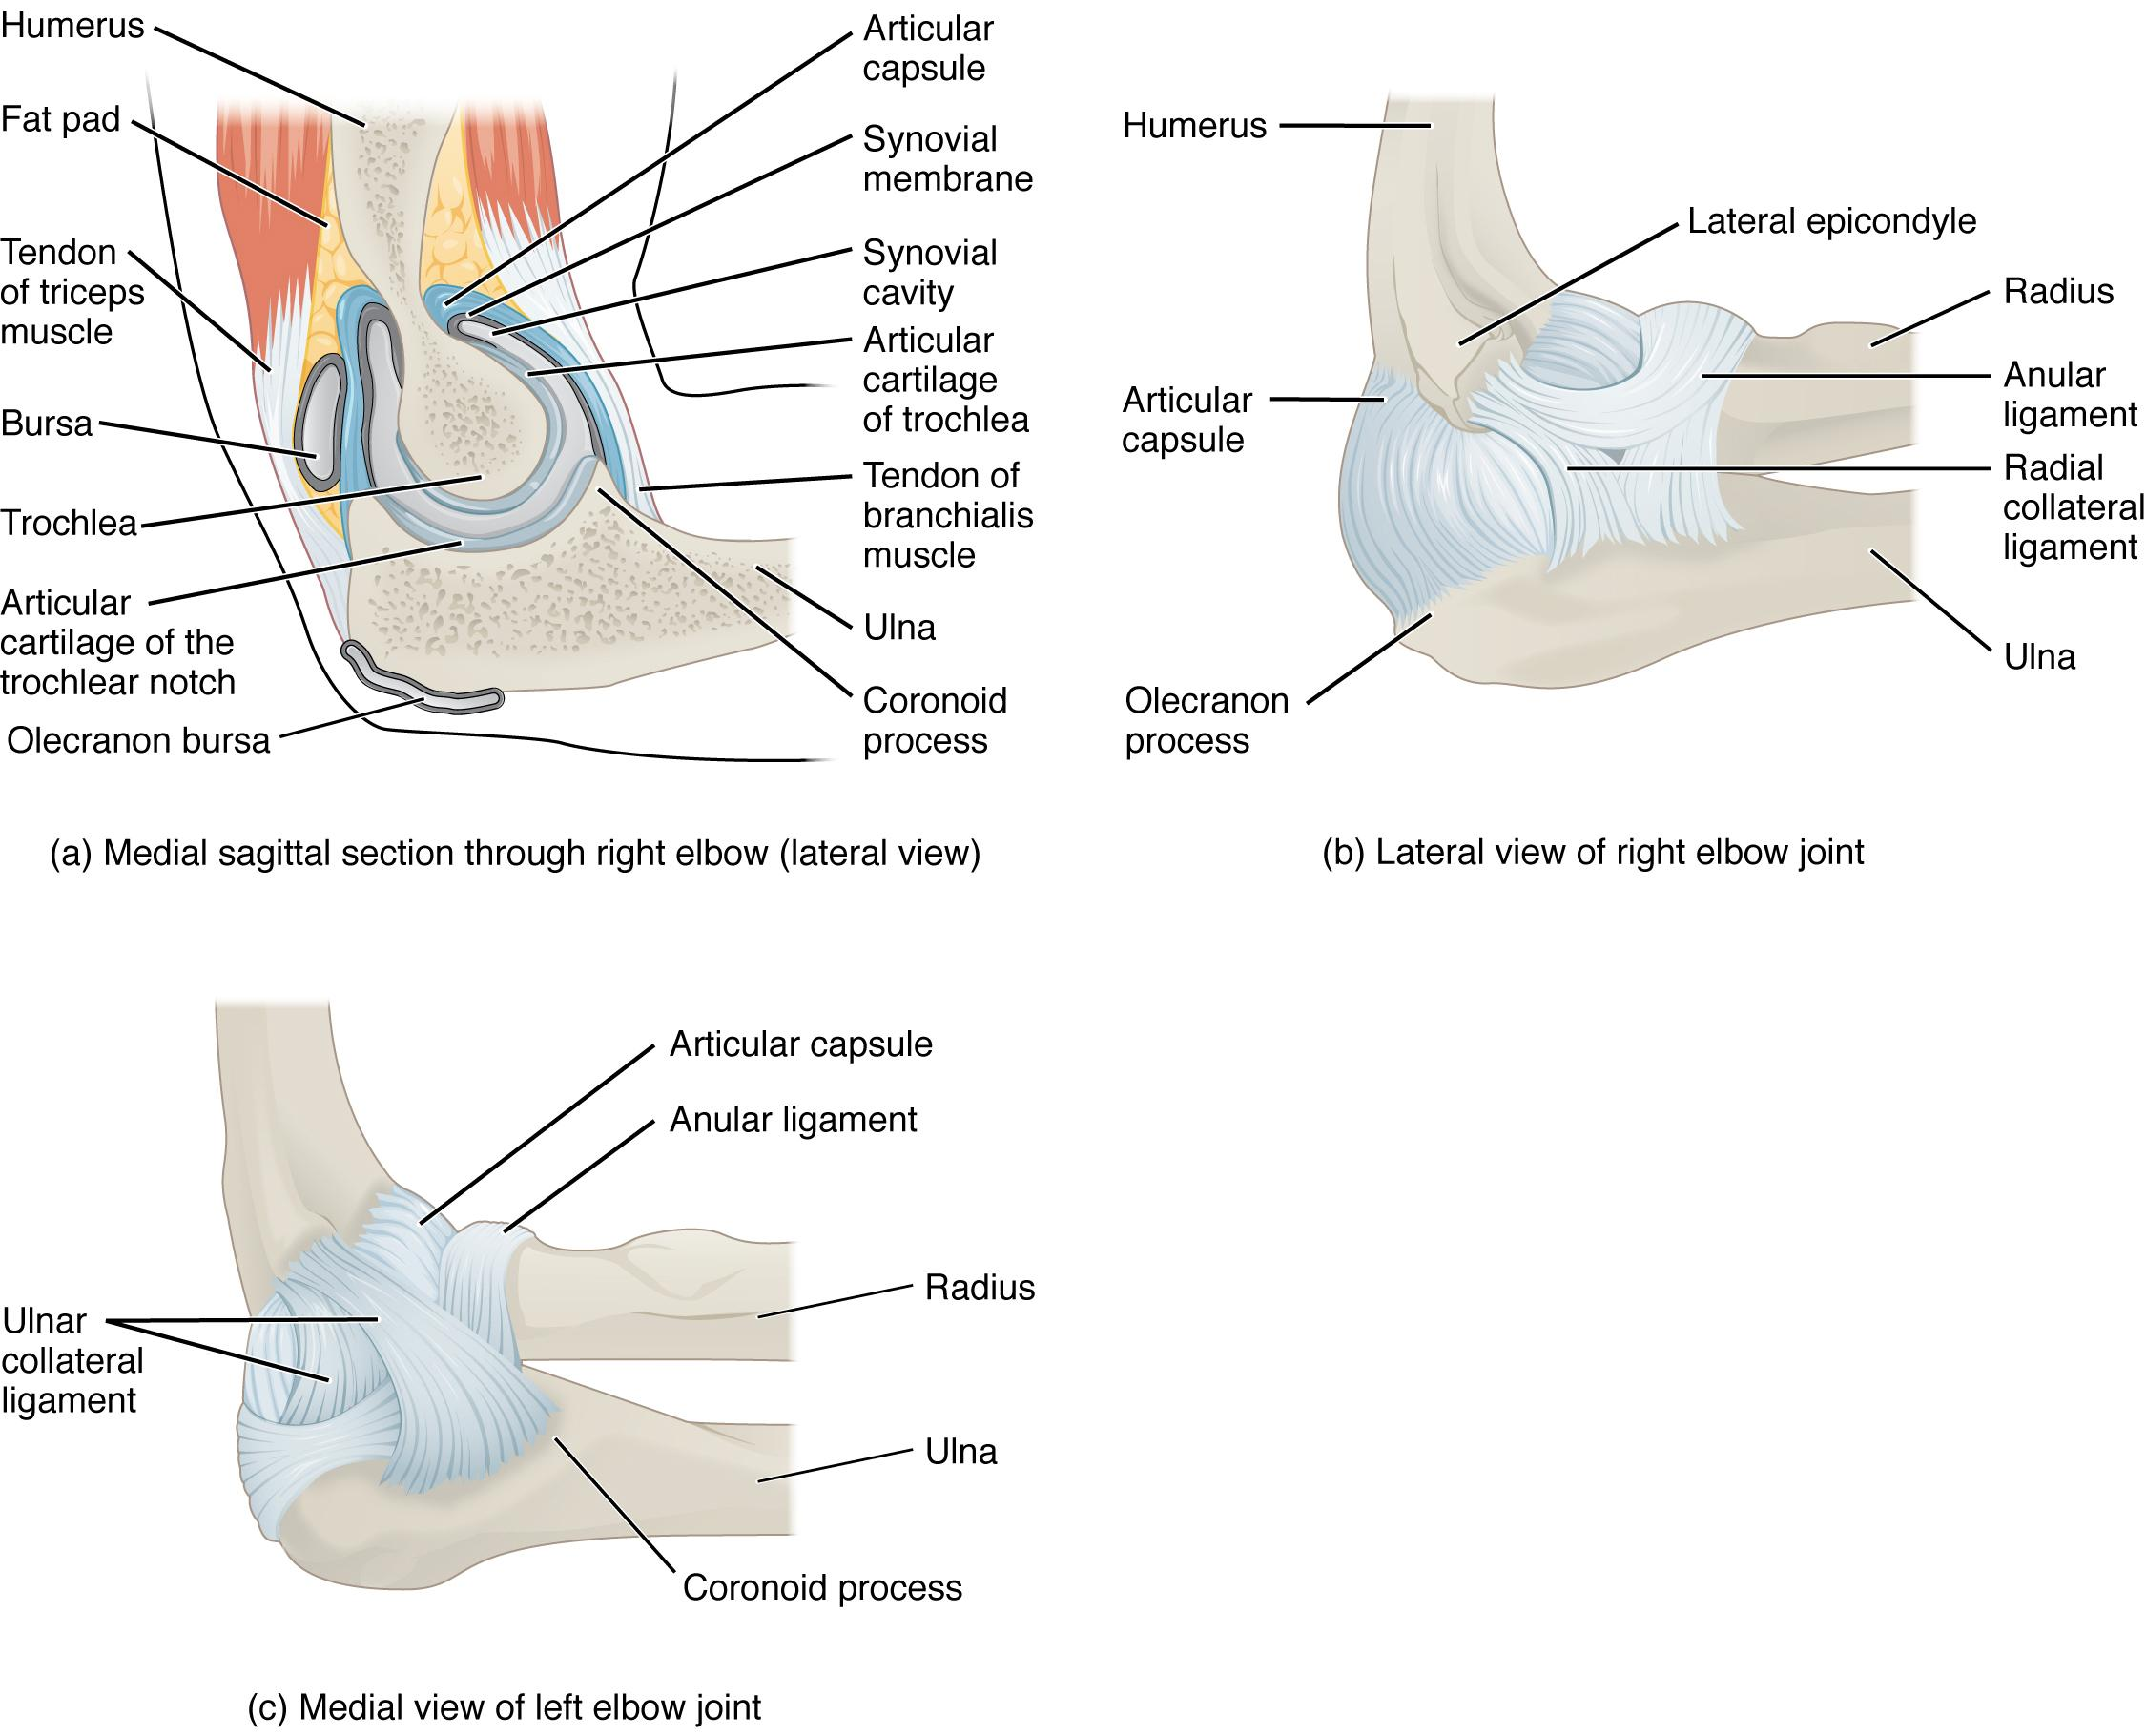 Humerus
Fat pad
Tendon
of triceps
muscle
Bursa
Trochlea
Articular
cartilage of the
trochlear notch
Olecranon bursa
Articular
capsule
Synovial
membrane
Synovial
cavity
Articular
cartilage
of trochlea
Tendon of
branchialis
muscle
Ulna
Coronoid
process
(a) Medial sagittal section through right elbow (lateral view)
Humerus
Lateral epicondyle
Radius
Articular
capsule
Anular
ligament
Radial
collateral
ligament
Ulna
Olecranon
process
(b) Lateral view of right elbow joint
Articular capsule
Anular ligament
Radius
Ulnar
collateral
ligament
Ulna
Coronoid process
(c) Medial view of left elbow joint